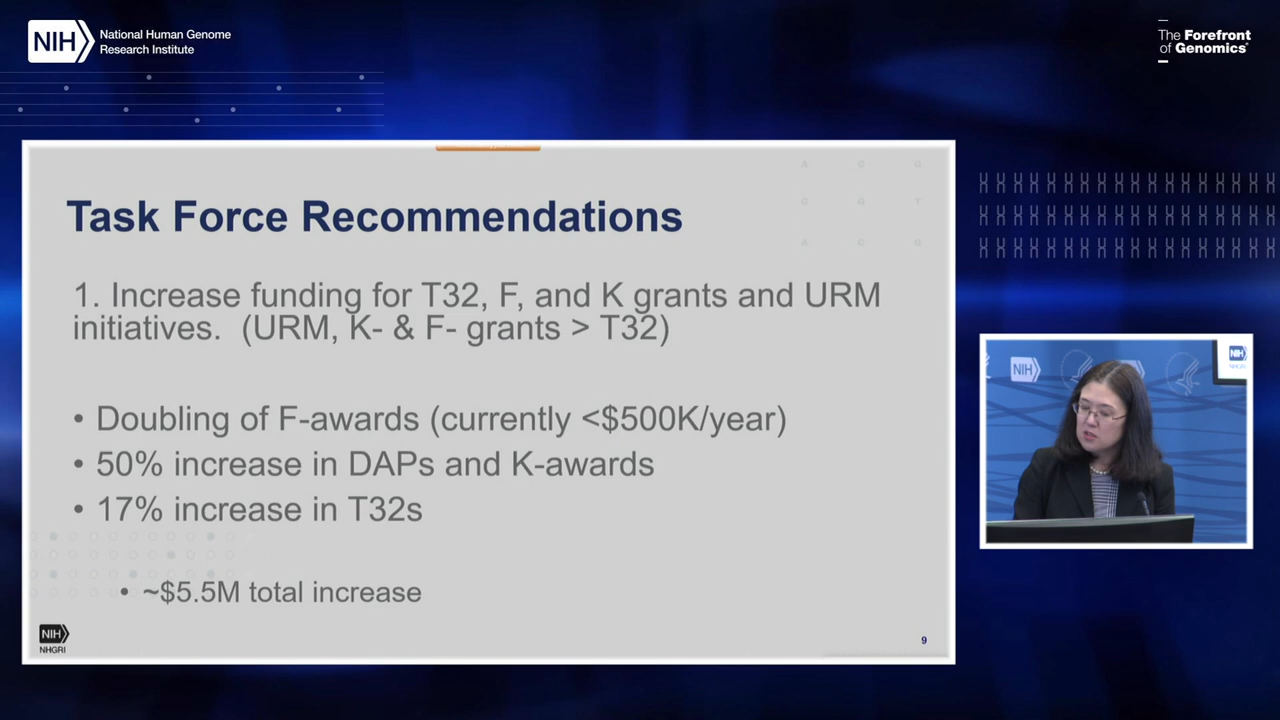 NIH
National Human Genome
Research Institute
The Forefront
of Genomics®
A C G
C G T
A C G
Task Force Recommendations
1. Increase funding for T32, F, and K grants and URM
initiatives. (URM, K- & F- grants > T32)
• Doubling of F-awards (currently <$500K/year)
• 50% increase in DAPs and K-awards
• 17% increase in T32s
• ~$5.5M total increase
NIH
NHGRI
9
NIH
NIH
NHGRI